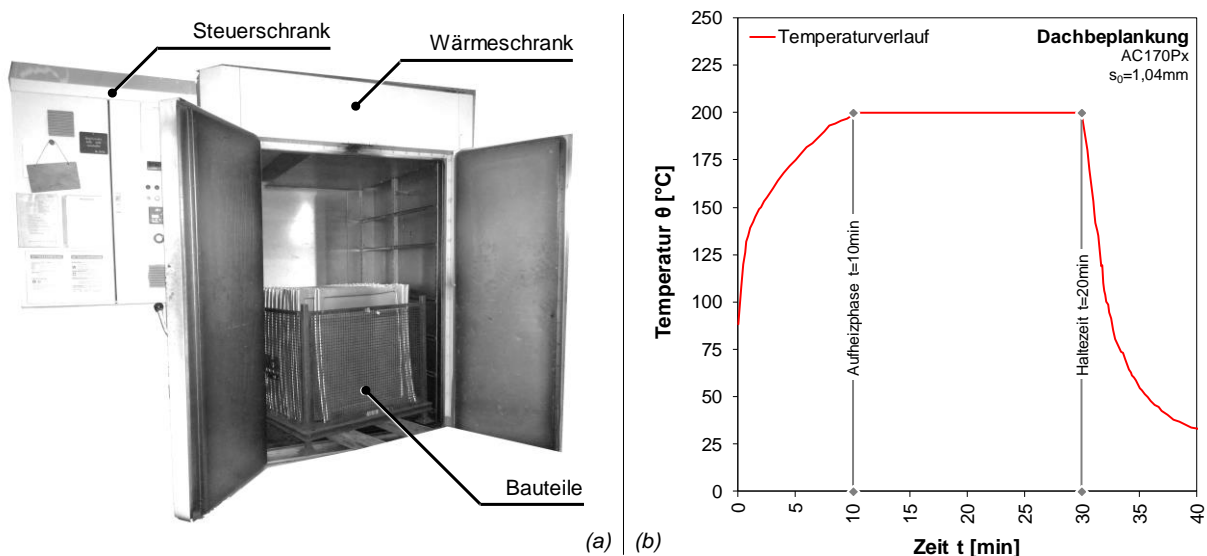 Steuerschrank
Wärmeschrank
Bauteile
(a)
(b)
250
225
200
175
150
125
100
75
50
25
0
Temperatur θ [°C]
Temperaturverlauf
Dachbeplankung
AC170Px
s₀=1,04mm
Aufheizphase t=10min
Haltezeit t=20min
0
5
10
15
20
25
30
35
40
Zeit t [min]